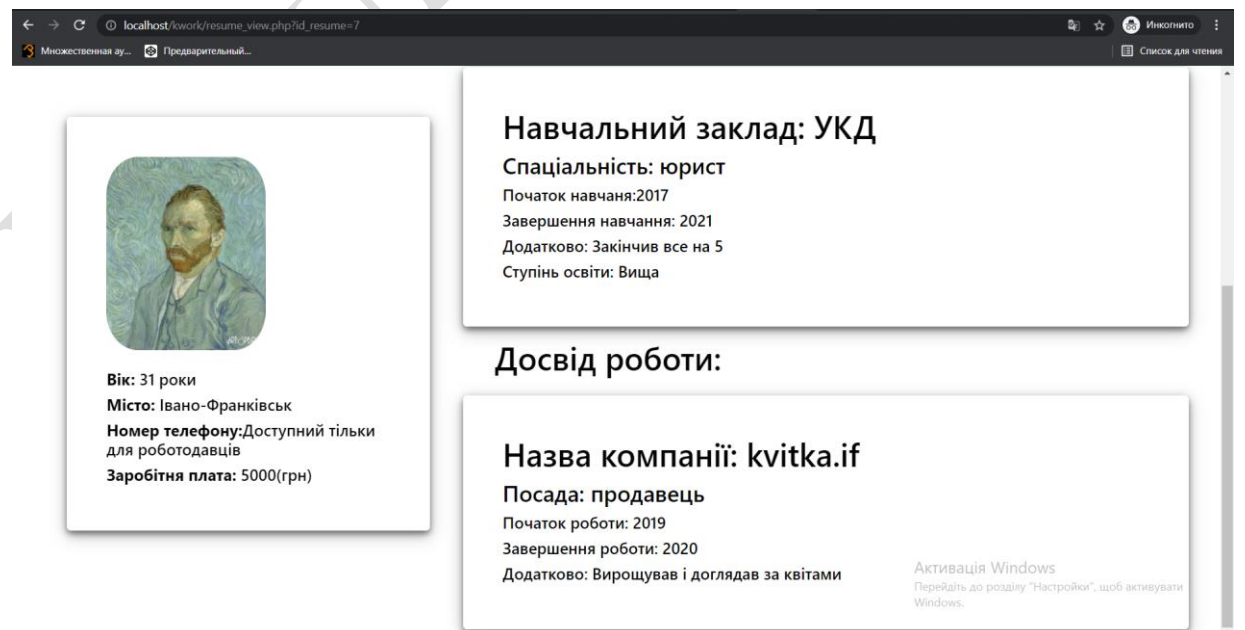 localhost/kwork/resume_view.php?id_resume=7
Инкогнито
Множественная ау...
Предварительный...
Список для чтения
Вік: 31 роки
Місто: Івано-Франківськ
Номер телефону:Доступний тільки
для роботодавців
Заробітня плата: 5000(грн)
Навчальний заклад: УКД
Спаціальність: юрист
Початок навчаня:2017
Завершення навчання: 2021
Додатково: Закінчив все на 5
Ступінь освіти: Вища
Досвід роботи:
Назва компанії: kvitka.if
Посада: продавець
Початок роботи: 2019
Завершення роботи: 2020
Додатково: Вирощував і доглядав за квітами
Активація Windows
Перейдіть до розділу "Настройки", щоб активувати
Windows.